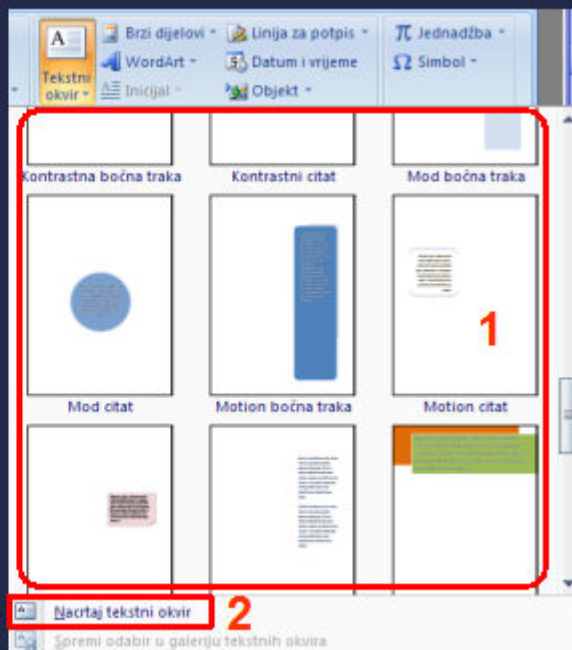 Tekstni okvir
Brzi dijelovi
WordArt
Inicijal
Linija za potpis
Datum i vrijeme
Objekt
Jednadžba
Simbol
Kontrastna bočna traka
Kontrastni citat
Mod bočna traka
Mod citat
Motion bočna traka
Motion citat
1
Nacrtaj tekstni okvir
2
Spremi odabir u galeriju tekstnih okvira